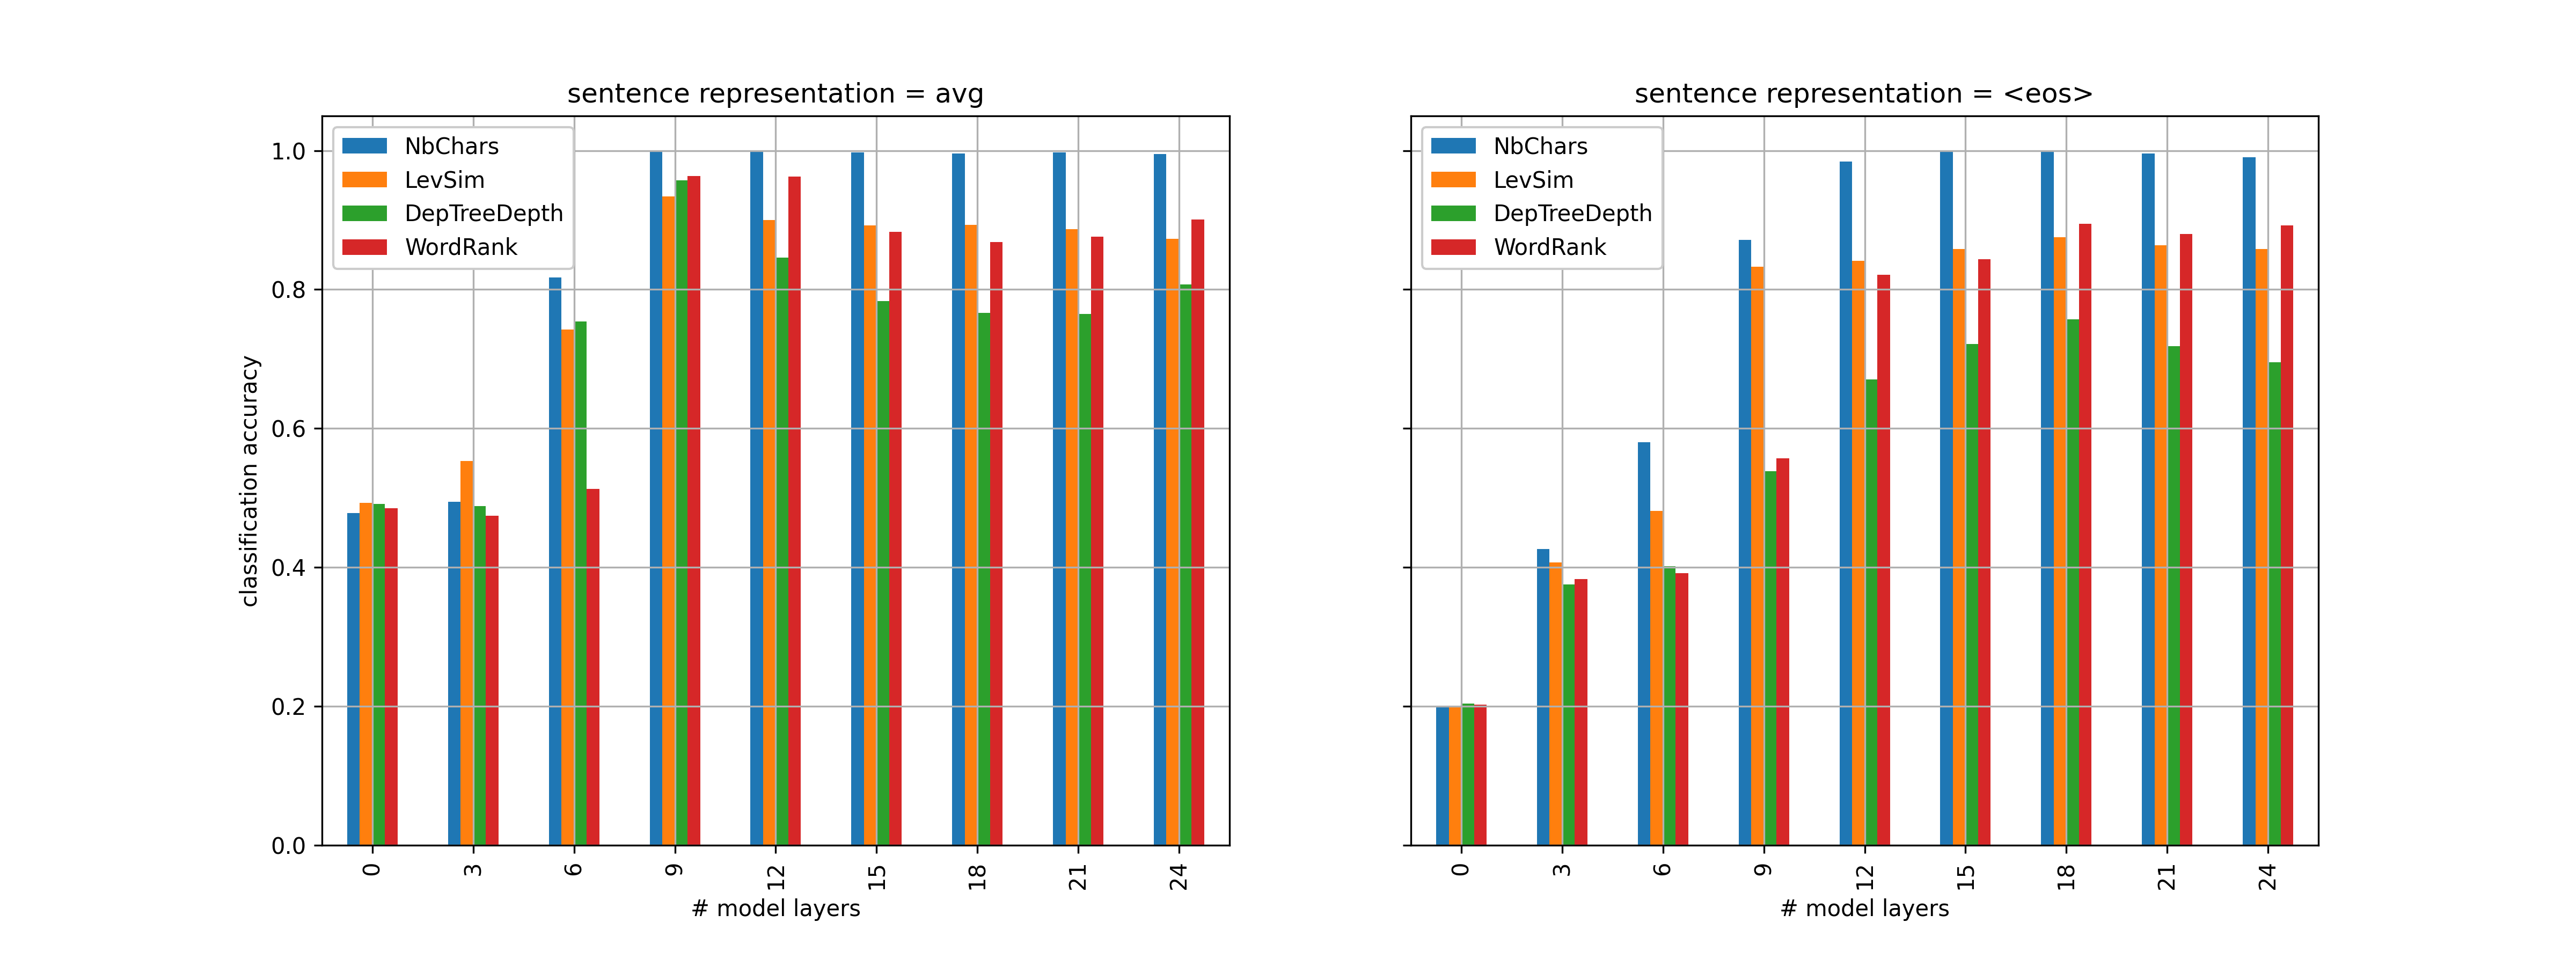 sentence representation = avg
NbChars
LevSim
DepTreeDepth
WordRank
classification accuracy
1.0
0.8
0.6
0.4
0.2
0.0
0 3 6 9 12 15 18 21 24
# model layers
sentence representation = <eos>
NbChars
LevSim
DepTreeDepth
WordRank
0 3 6 9 12 15 18 21 24
# model layers